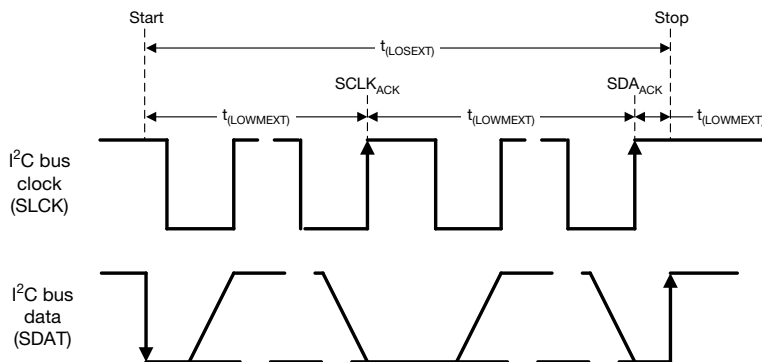 Start
Stop
t(LOSEXT)
SCLKACK
SDAACK
t(LOWMEXT)
t(LOWMEXT)
t(LOWMEXT)
I2C bus
clock
(SLCK)
I2C bus
data
(SDAT)